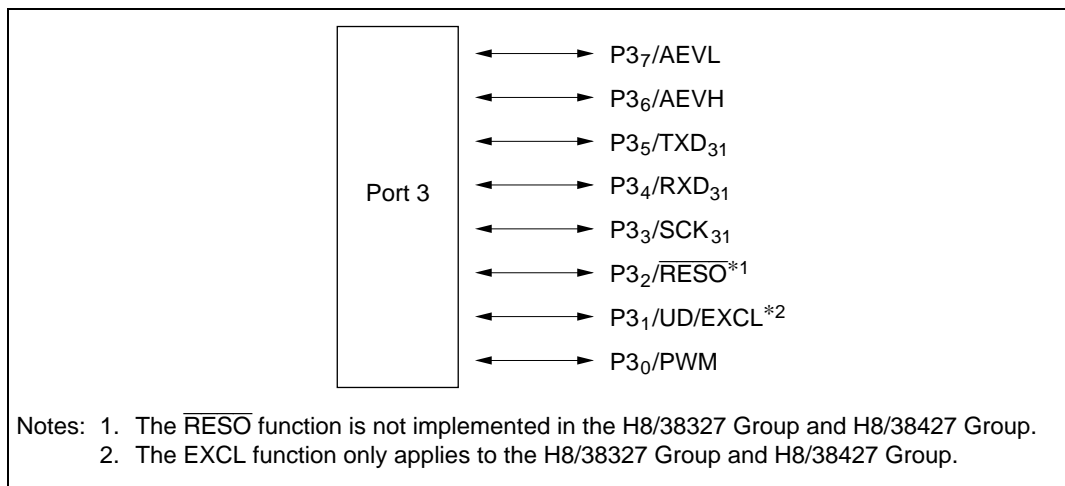 P3₇/AEVL
P3₆/AEVH
P3₅/TXD₃₁
Port 3
P3₄/RXD₃₁
P3₃/SCK₃₁
P3₂/R̅E̅S̅O̅*1
P3₁/UD/EXCL*2
P3₀/PWM
Notes: 1. The R̅E̅S̅O̅ function is not implemented in the H8/38327 Group and H8/38427 Group.
2. The EXCL function only applies to the H8/38327 Group and H8/38427 Group.